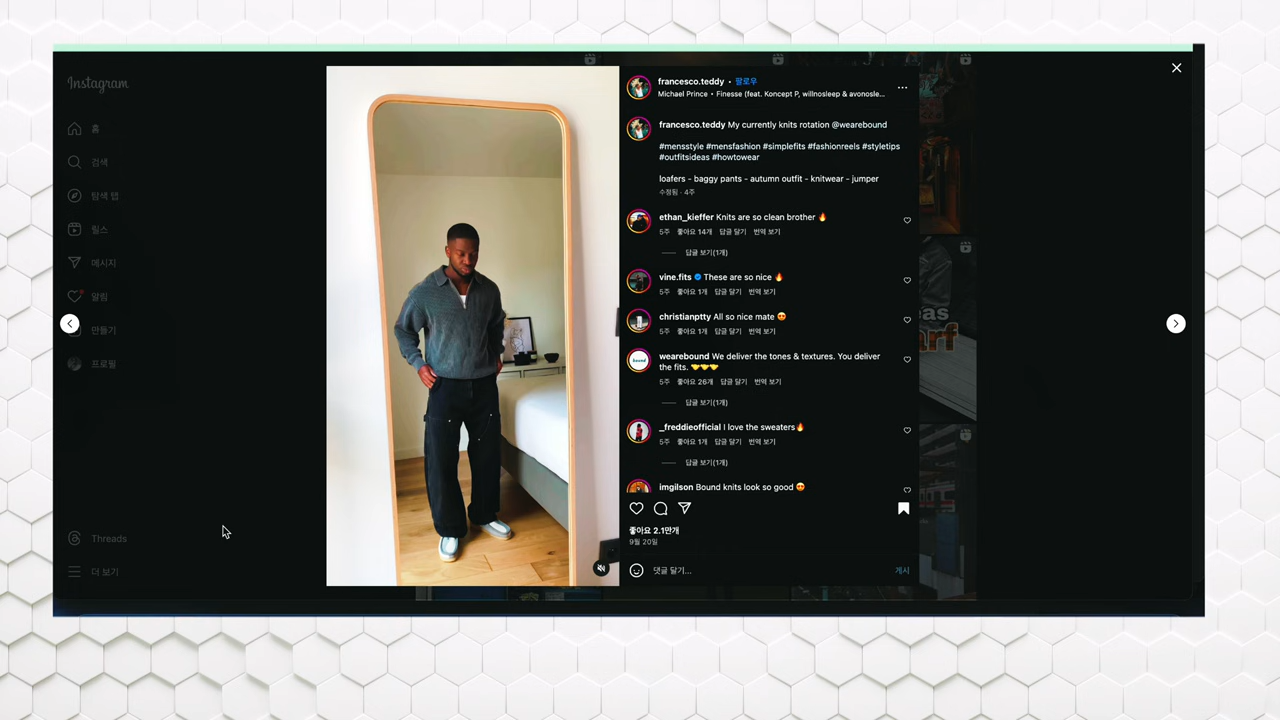 Instagram
홈
검색
탐색 탭
릴스
메시지
알림
만들기
프로필
Threads
더 보기
francesco.teddy • 팔로우
Michael Prince • Finesse (feat. Koncept P, willnosleep & avonosle...
francesco.teddy My currently knits rotation @wearebound
#mensstyle #mensfashion #simplefits #fashionreels #styletips
#outfitsideas #howtowear
loafers - baggy pants - autumn outfit - knitwear - jumper
수정됨 · 4주
ethan_kieffer Knits are so clean brother 🔥
5주 좋아요 14개 답글 달기 번역 보기
답글 보기(1개)
vine.fits These are so nice 🔥
5주 좋아요 1개 답글 달기 번역 보기
christianptty All so nice mate 😍
5주 좋아요 1개 답글 달기 번역 보기
wearebound We deliver the tones & textures. You deliver
the fits. 🤝🤝🤝
5주 좋아요 26개 답글 달기 번역 보기
답글 보기(1개)
_freddieofficial I love the sweaters🔥
5주 좋아요 1개 답글 달기 번역 보기
답글 보기(1개)
imgilson Bound knits look so good 😍
좋아요 2.1만개
9월 20일
댓글 달기...
게시